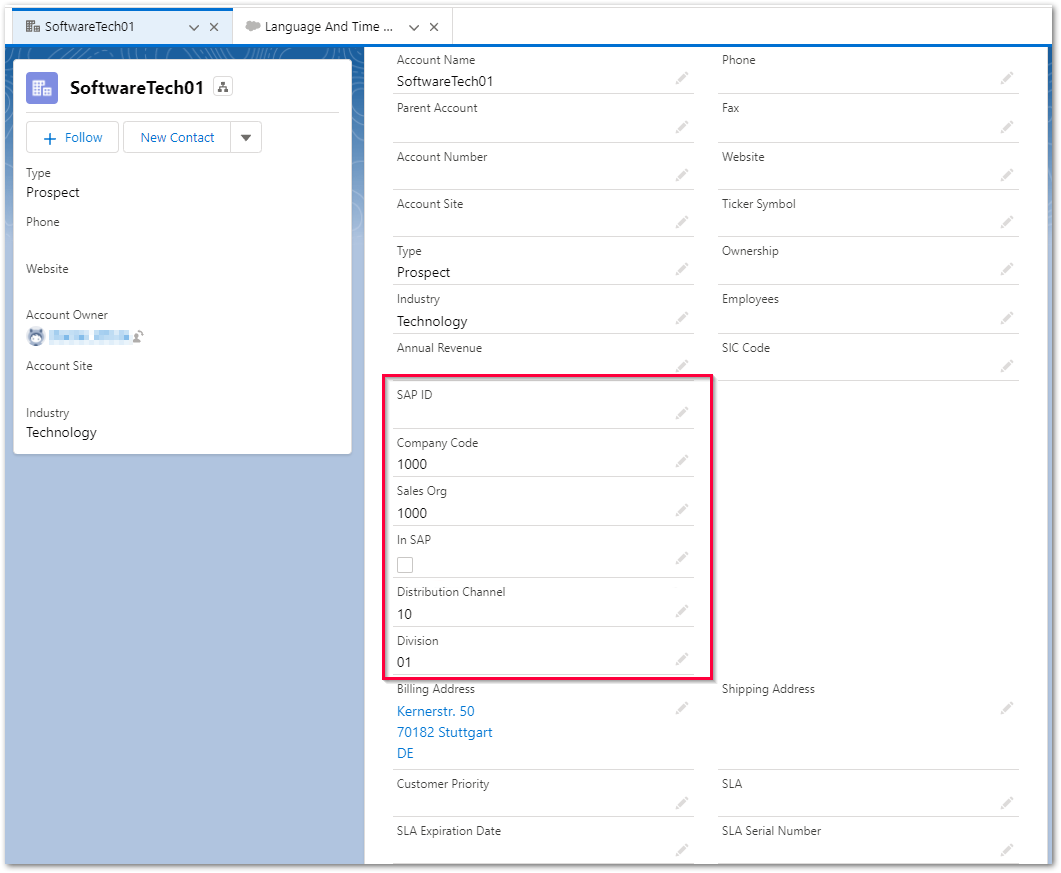 SoftwareTech01
Language And Time ...
SoftwareTech01
Follow
New Contact
Type
Prospect
Phone
Website
Account Owner
Account Site
Industry
Technology
Account Name
SoftwareTech01
Phone
Parent Account
Fax
Account Number
Website
Account Site
Ticker Symbol
Type
Prospect
Ownership
Industry
Technology
Employees
Annual Revenue
SIC Code
SAP ID
Company Code
1000
Sales Org
1000
In SAP
Distribution Channel
10
Division
01
Billing Address
Kernerstr. 50
70182 Stuttgart
DE
Shipping Address
Customer Priority
SLA
SLA Expiration Date
SLA Serial Number